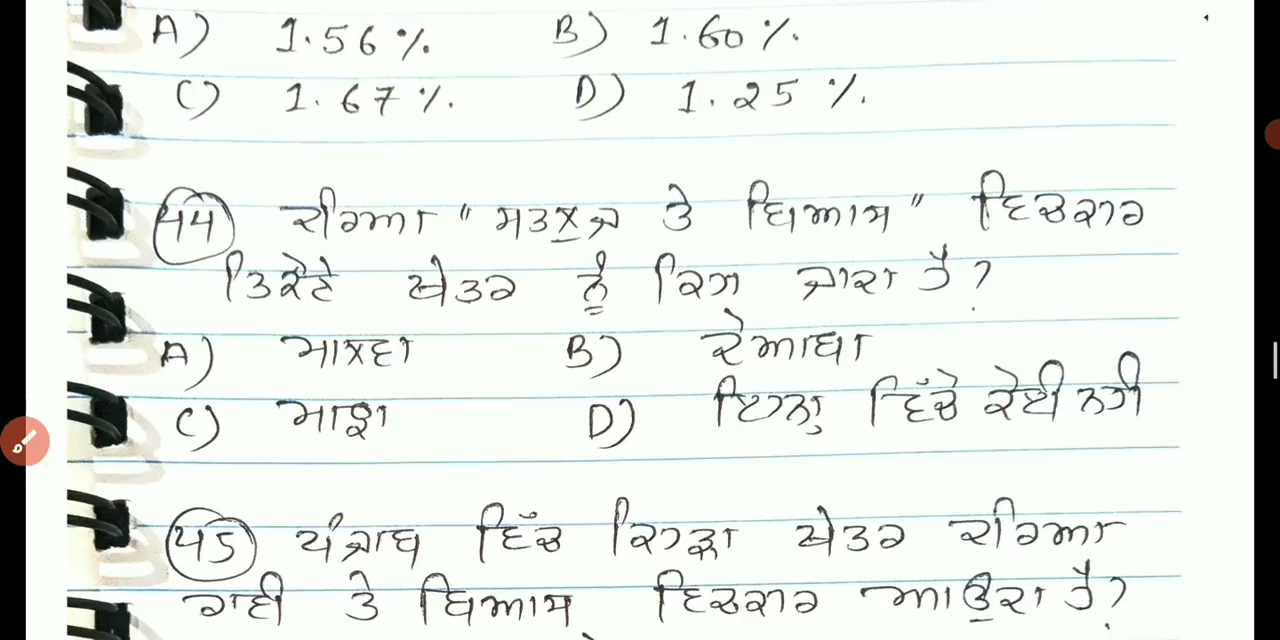 A) 1.56% B) 1.60%.
C) 1.67%. D) 1.25%.
44 ਦਰਿਆ "ਸਤਲੁਜ ਤੇ ਬਿਆਸ" ਵਿਚਕਾਰ
ਤਿਕੋਣੇ ਖੇਤਰ ਨੂੰ ਕਿਸ ਜਾਂਦਾ ਹੈ?
A) ਮਾਲਵਾ B) ਦੋਆਬਾ
C) ਮਾਝਾ D) ਇਹਨਾਂ ਵਿੱਚੋਂ ਕੋਈ ਨਹੀਂ
45 ਪੰਜਾਬ ਵਿੱਚ ਕਿਹੜਾ ਖੇਤਰ ਦਰਿਆ
ਰਾਵੀ ਤੇ ਬਿਆਸ ਵਿਚਕਾਰ ਆਉਂਦਾ ਹੈ?